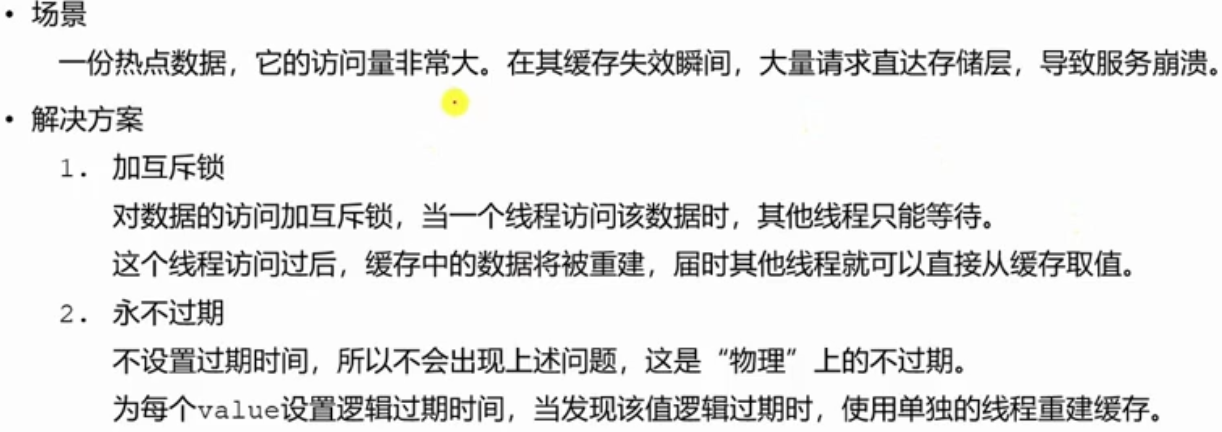 • 场景
一份热点数据，它的访问量非常大。在其缓存失效瞬间，大量请求直达存储层，导致服务崩溃。
• 解决方案
1. 加互斥锁
对数据的访问加互斥锁，当一个线程访问该数据时，其他线程只能等待。
这个线程访问过后，缓存中的数据将被重建，届时其他线程就可以直接从缓存取值。
2. 永不过期
不设置过期时间，所以不会出现上述问题，这是“物理”上的不过期。
为每个value设置逻辑过期时间，当发现该值逻辑过期时，使用单独的线程重建缓存。